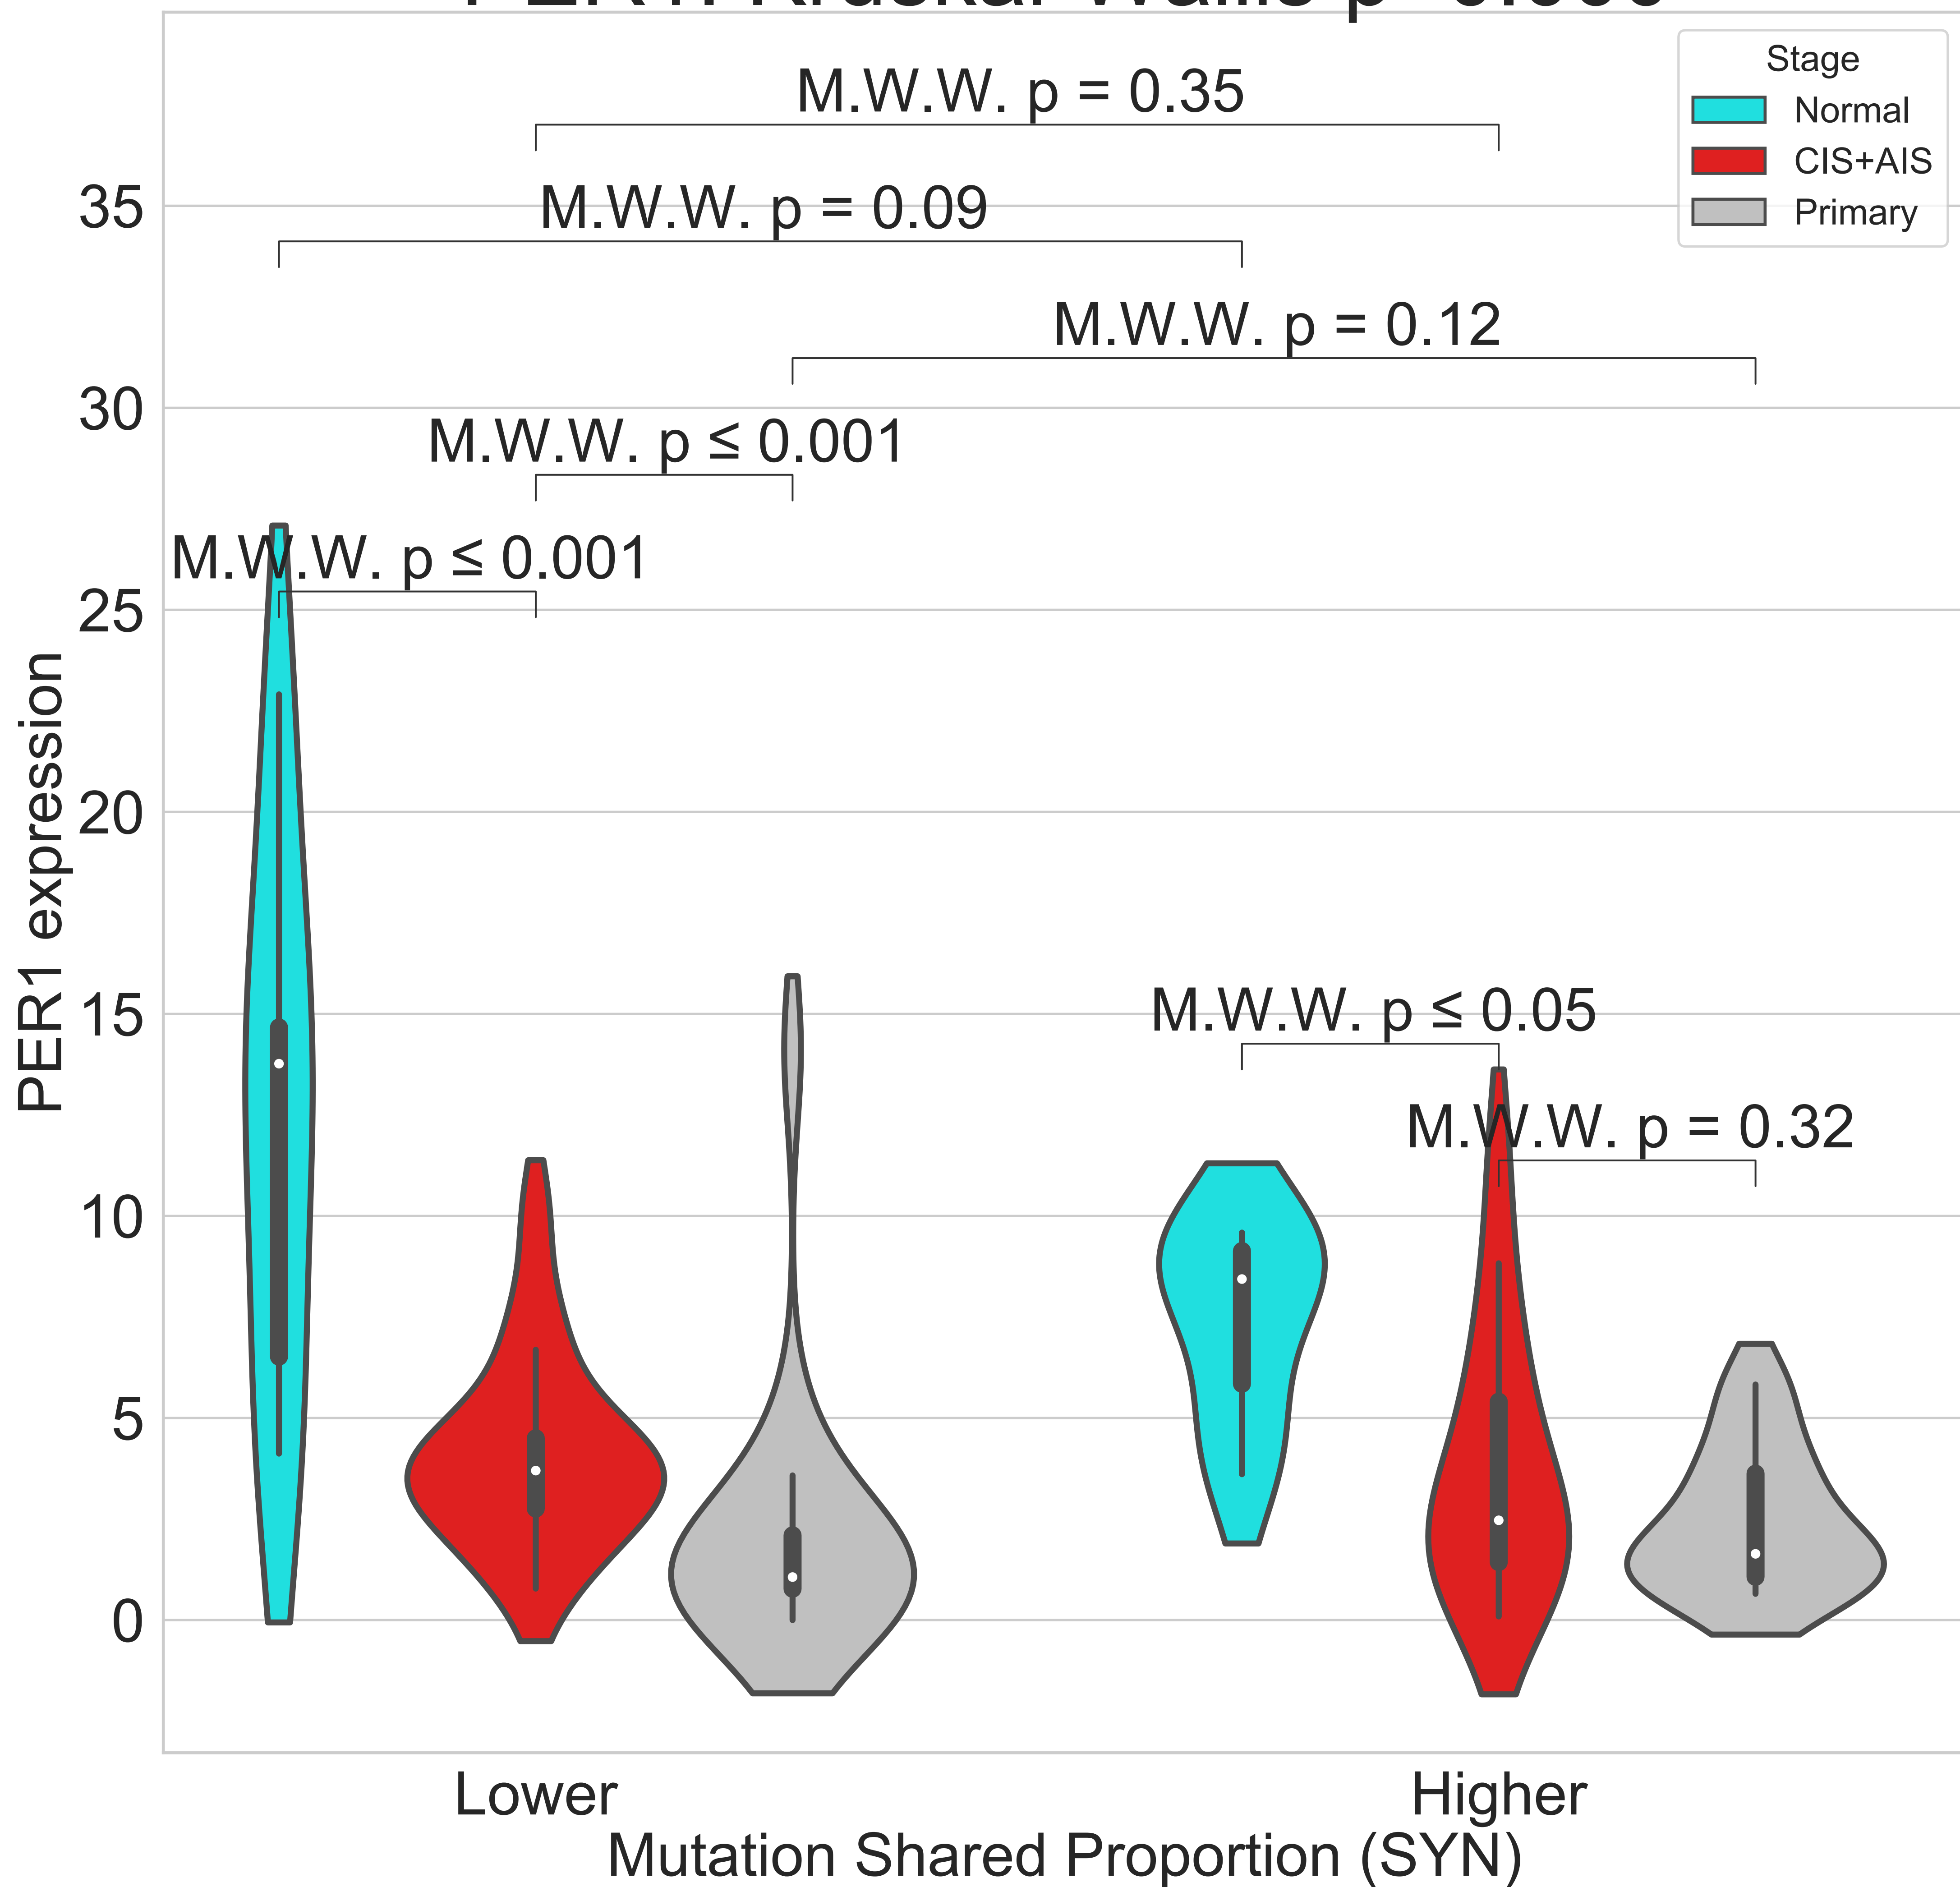 Stage
Normal
CIS+AIS
Primary
M.W.W. p = 0.35
M.W.W. p = 0.09
M.W.W. p = 0.12
M.W.W. p ≤ 0.001
M.W.W. p ≤ 0.001
M.W.W. p ≤ 0.05
M.W.W. p = 0.32
35
30
25
20
15
10
5
0
PER1 expression
Lower
Higher
Mutation Shared Proportion (SYN)